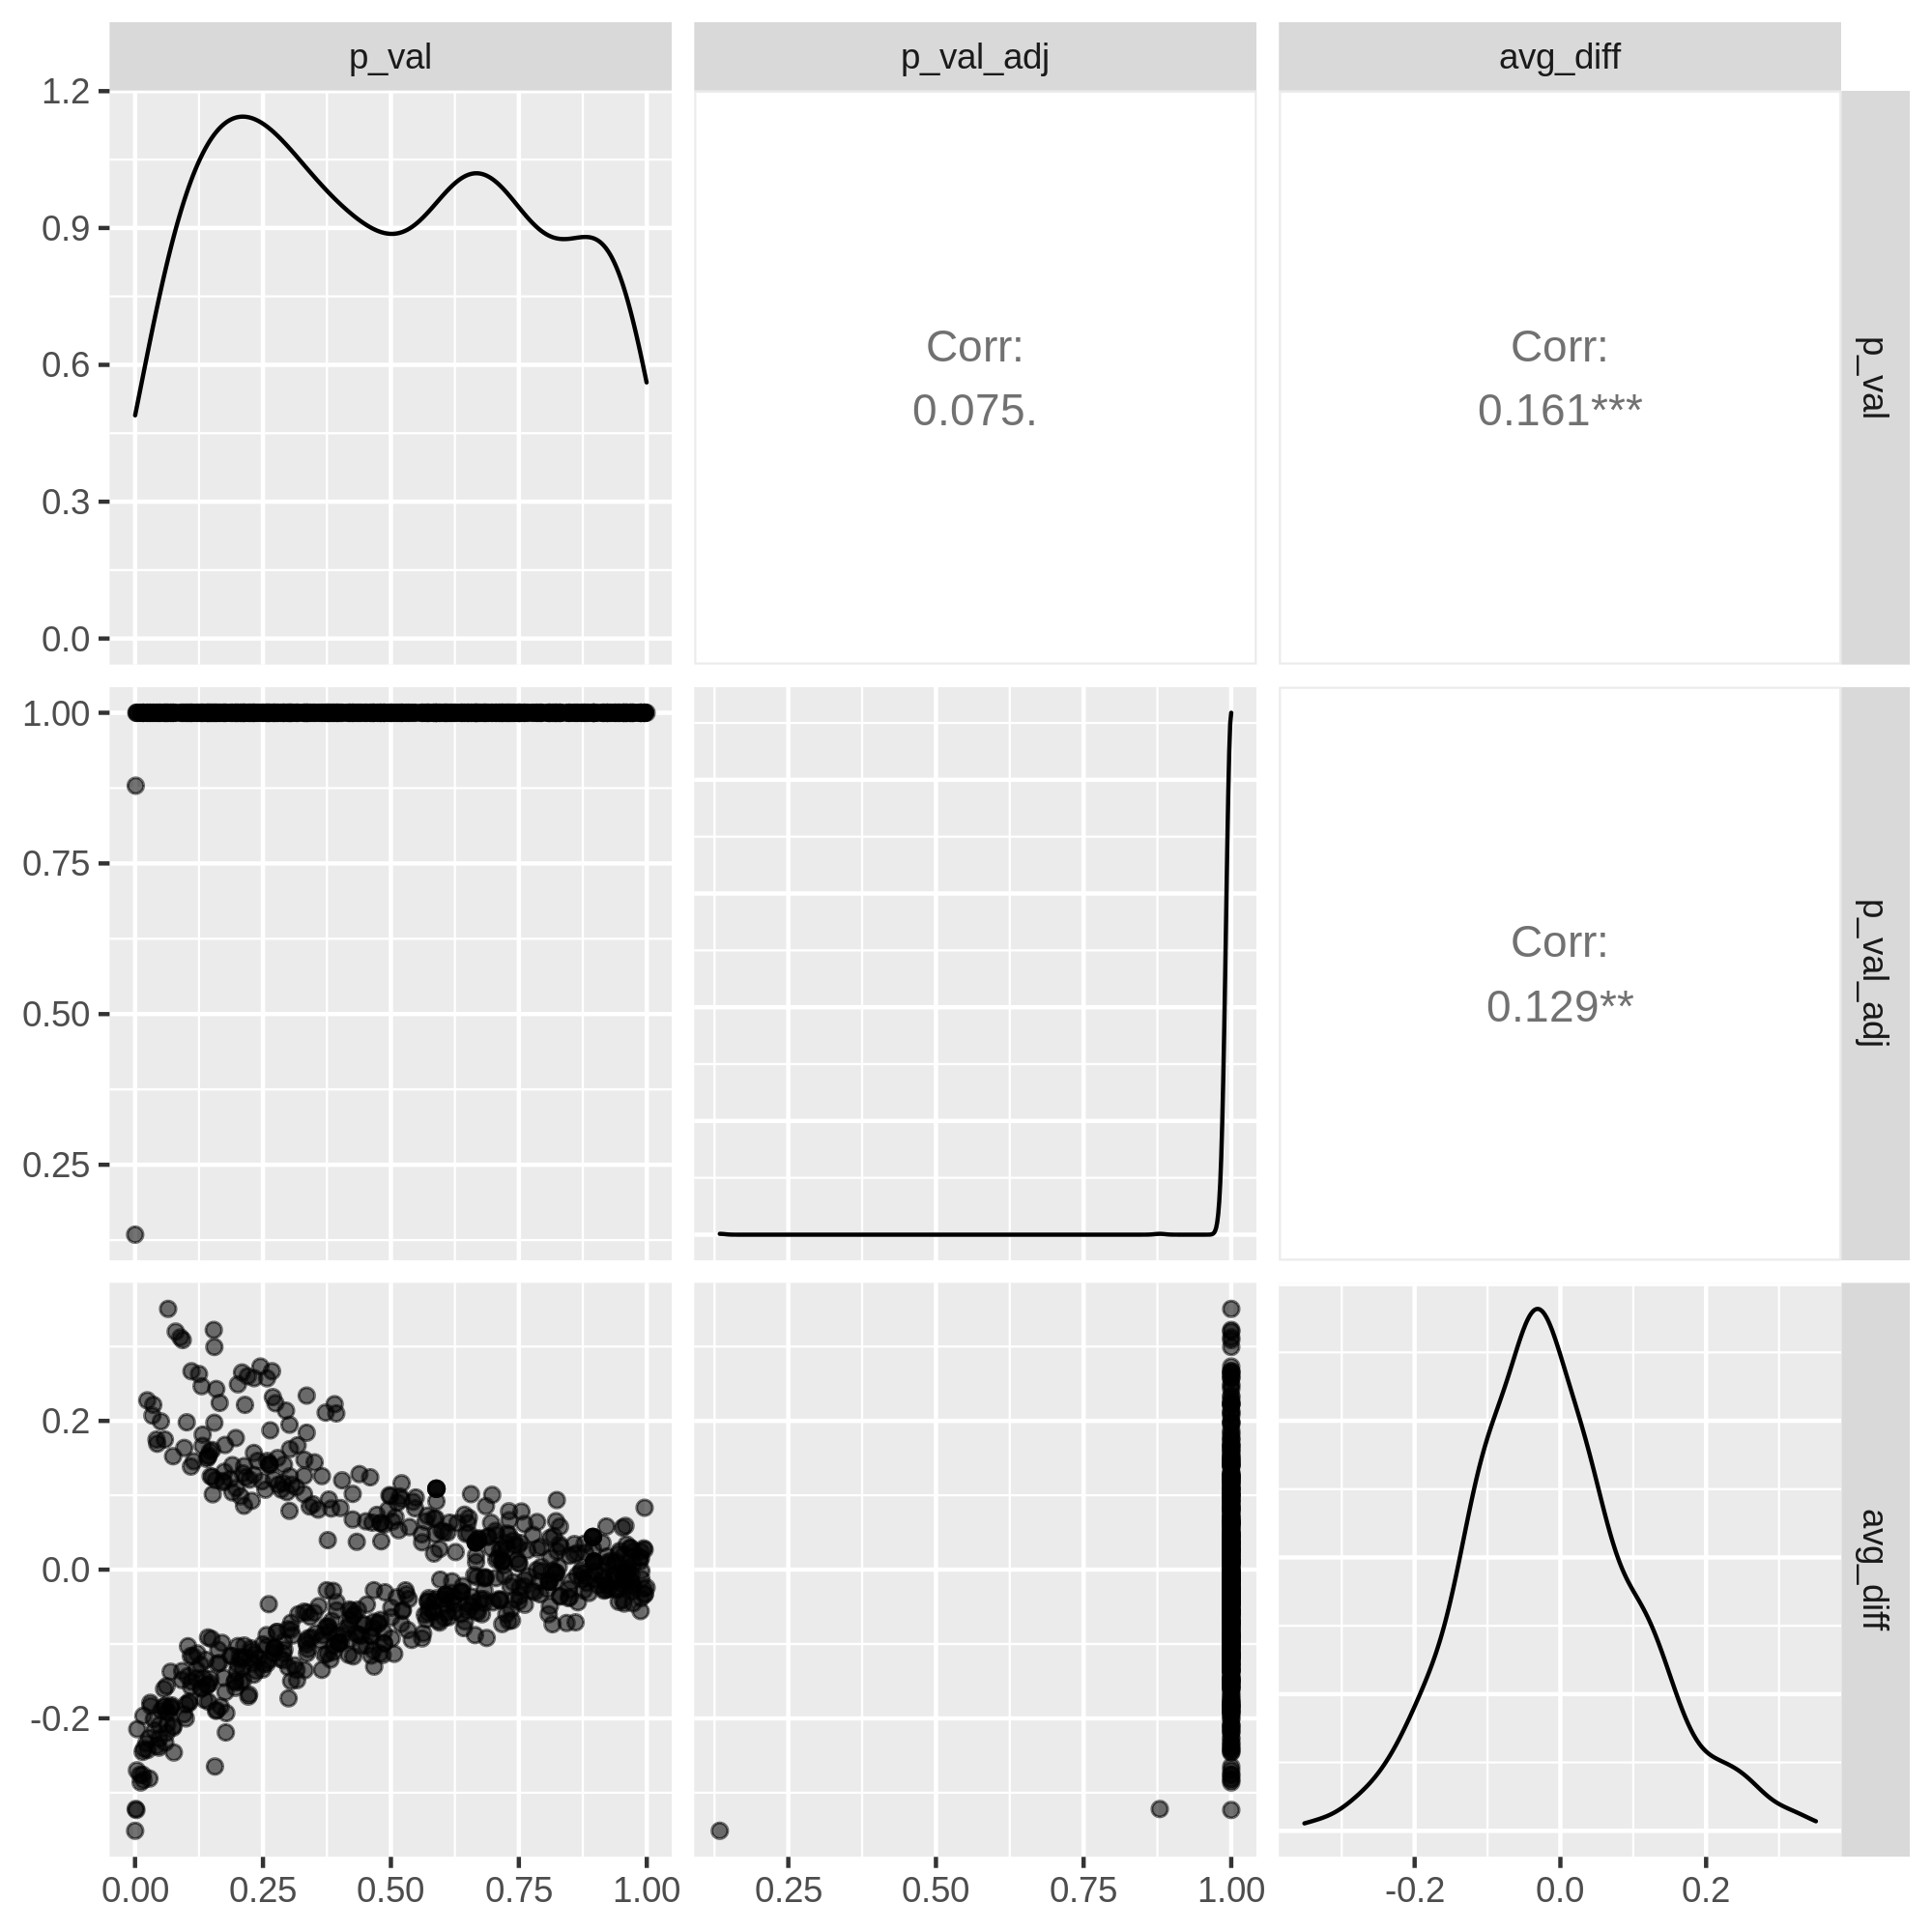 p_val
p_val_adj
avg_diff
1.2
0.9
0.6
0.3
0.0
Corr:
0.075.
Corr:
0.161***
p_val
1.00
0.75
0.50
0.25
Corr:
0.129**
p_val_adj
0.2
0.0
-0.2
avg_diff
0.00 0.25 0.50 0.75 1.00
0.25 0.50 0.75 1.00
-0.2 0.0 0.2